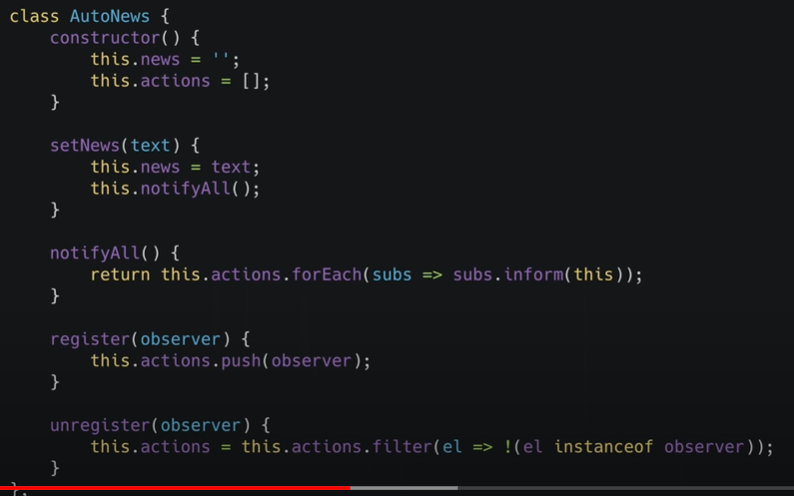 class AutoNews {
    constructor() {
        this.news = '';
        this.actions = [];
    }

    setNews(text) {
        this.news = text;
        this.notifyAll();
    }

    notifyAll() {
        return this.actions.forEach(subs => subs.inform(this));
    }

    register(observer) {
        this.actions.push(observer);
    }

    unregister(observer) {
        this.actions = this.actions.filter(el => !(el instanceof observer));
    }
};